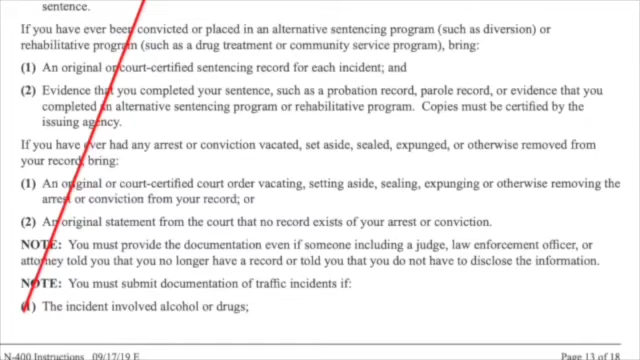 sentence.
If you have ever been convicted or placed in an alternative sentencing program (such as diversion) or
rehabilitative program (such as a drug treatment or community service program), bring:
(1) An original or court-certified sentencing record for each incident; and
(2) Evidence that you completed your sentence, such as a probation record, parole record, or evidence that you
completed an alternative sentencing program or rehabilitative program. Copies must be certified by the
issuing agency.
If you have ever had any arrest or conviction vacated, set aside, sealed, expunged, or otherwise removed from
your record, bring:
(1) An original or court-certified court order vacating, setting aside, sealing, expunging or otherwise removing the
arrest or conviction from your record; or
(2) An original statement from the court that no record exists of your arrest or conviction.
NOTE: You must provide the documentation even if someone including a judge, law enforcement officer, or
attorney told you that you no longer have a record or told you that you do not have to disclose the information.
NOTE: You must submit documentation of traffic incidents if:
(1) The incident involved alcohol or drugs;
N-400 Instructions 09/17/19 E
Page 13 of 18